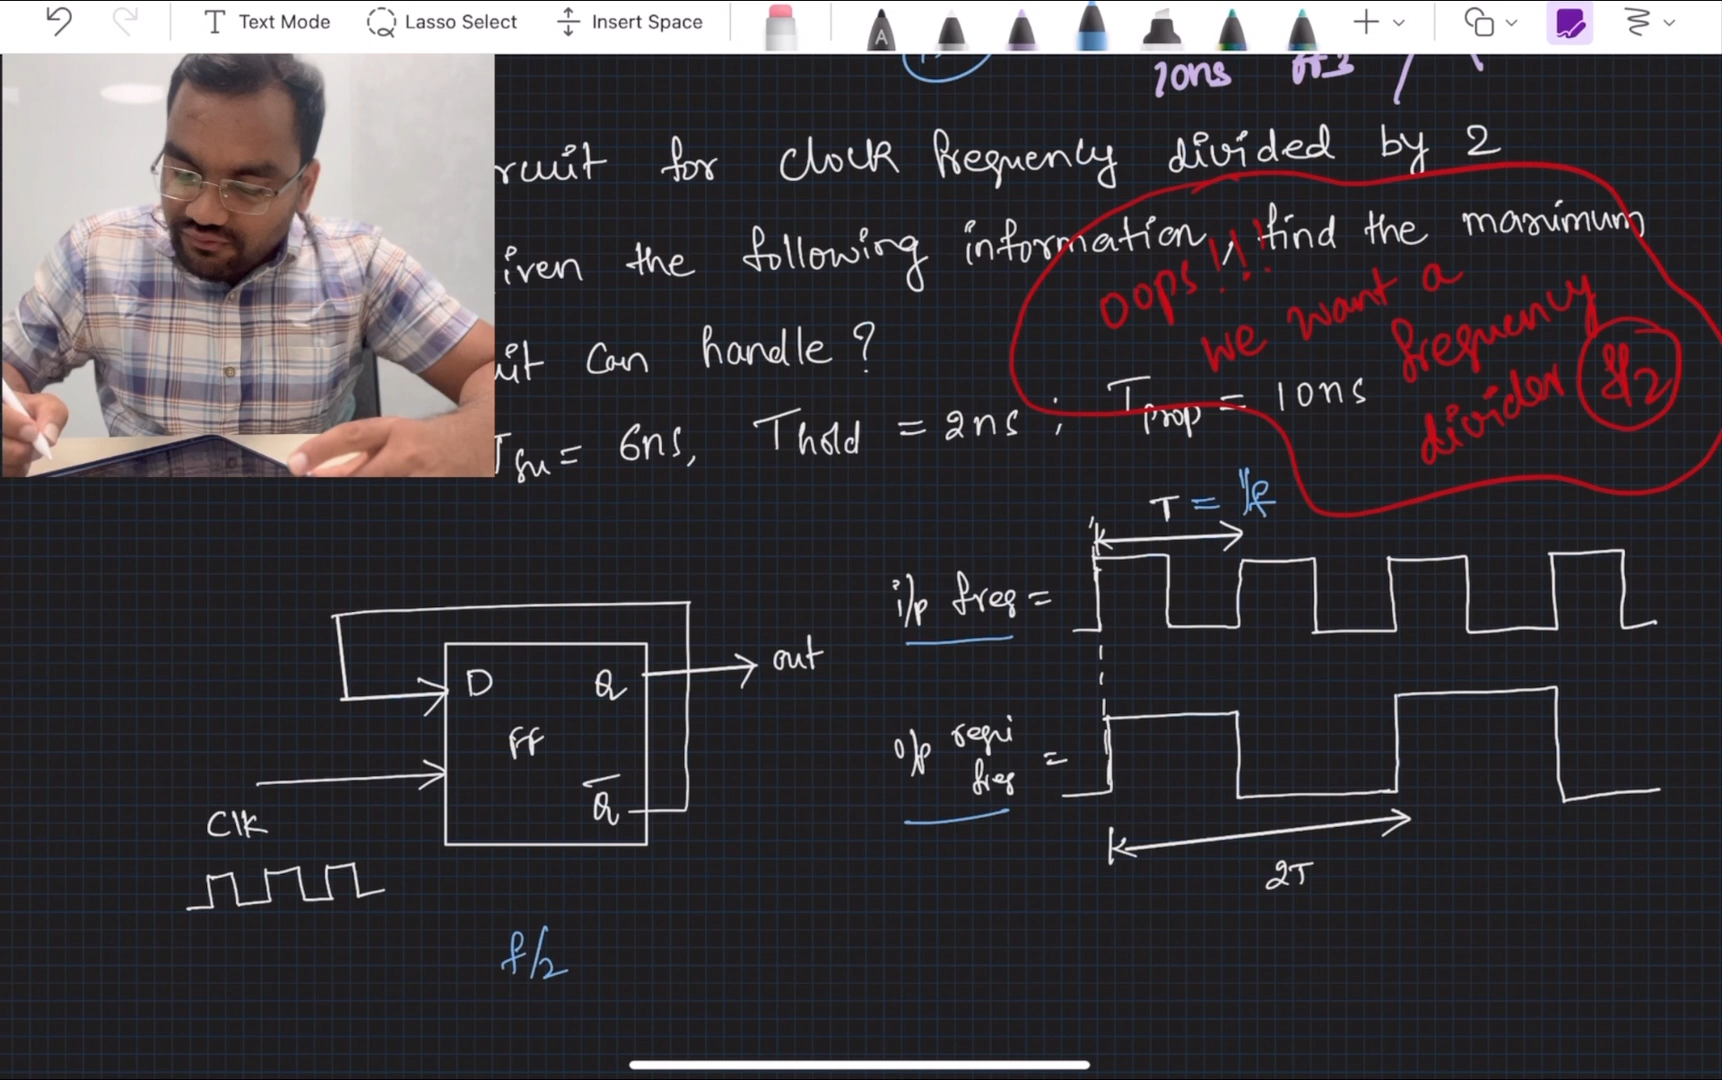 Text Mode
Lasso Select
Insert Space
A
10ns
rcuit for clock frequency divided by 2
iven the following information, find the maximum
oops!!!
we want a
frequency
divider f/2
uit can handle?
Tsu = 6ns, Thold = 2ns ; Tprop = 10ns
T = 1/f
i/p freq =
D Q
out
FF
Q̅
o/p requi
freq =
Clk
2T
f/2